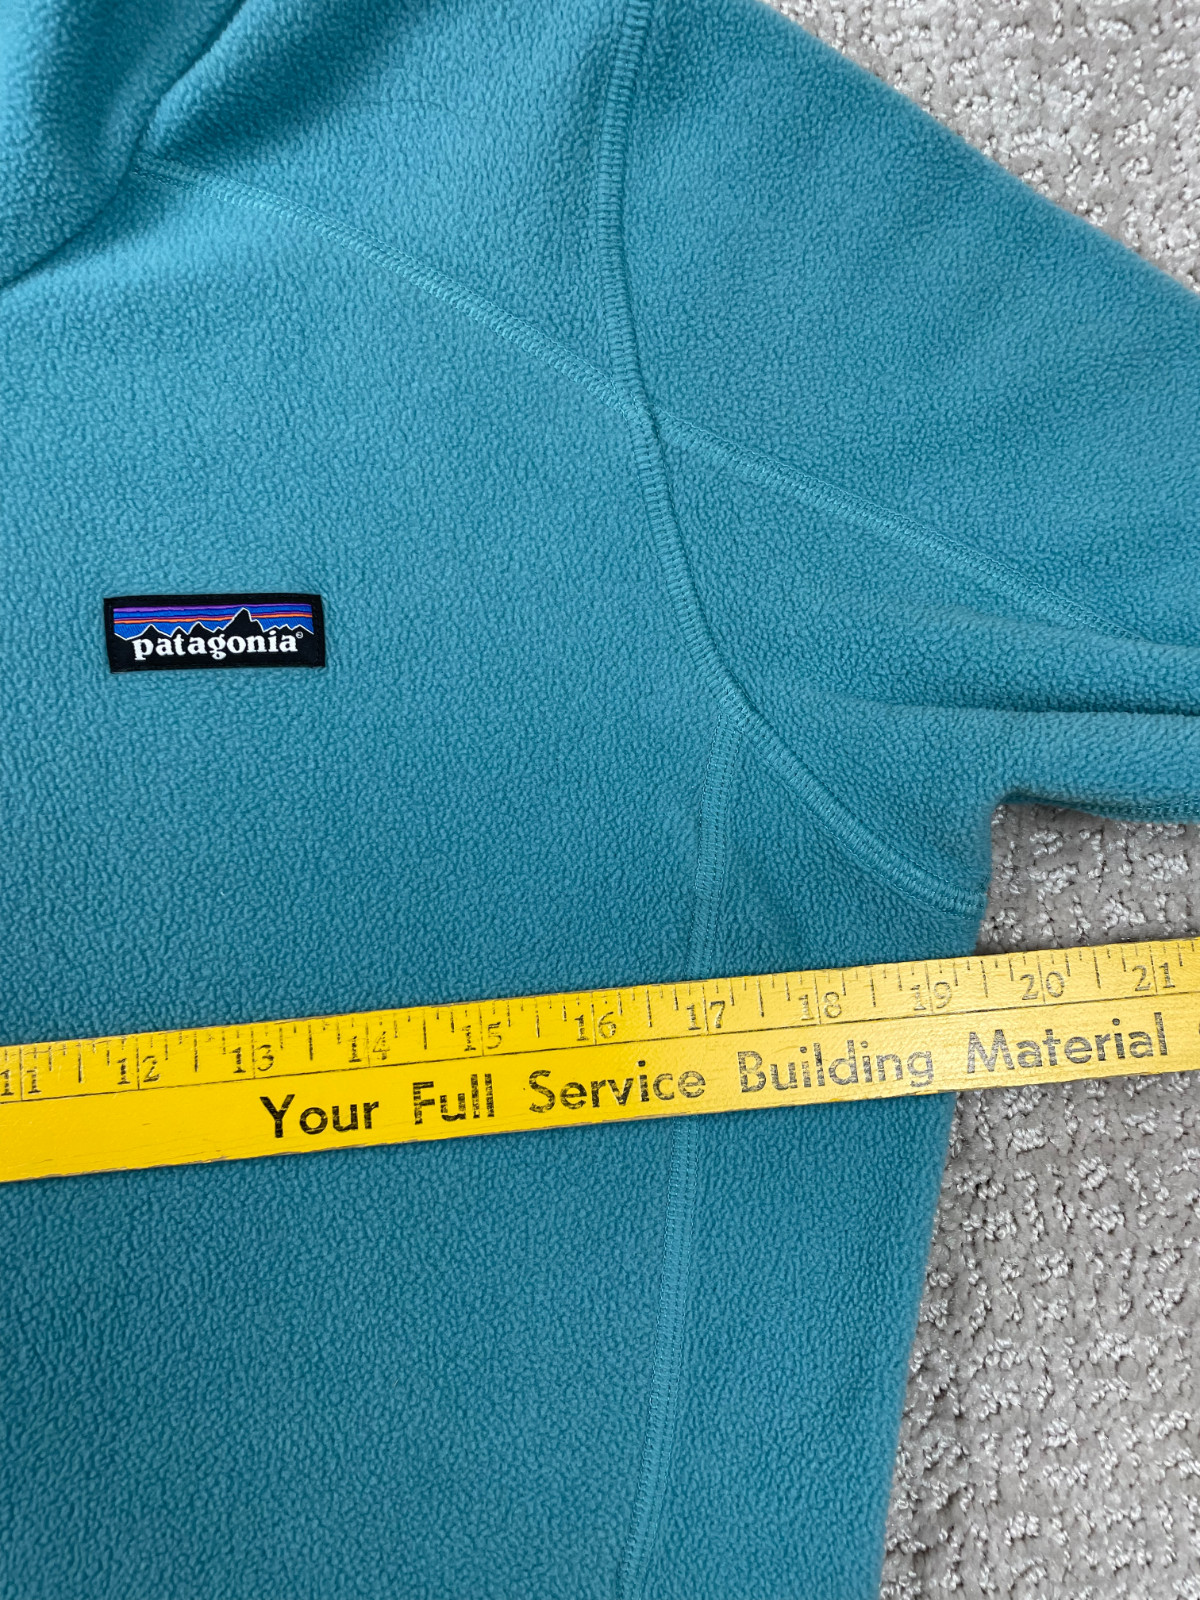 patagonia®
11 12 13 14 15 16 17 18 19 20 21
Your Full Service Building Material